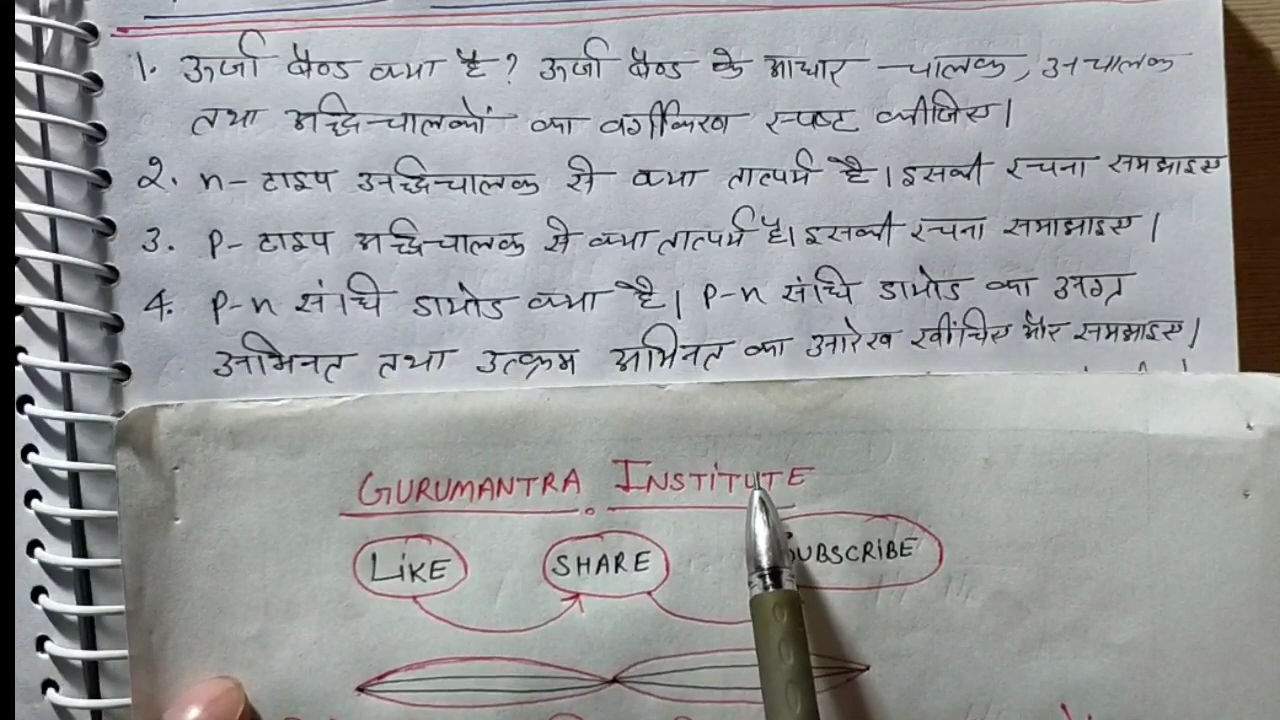 1. ऊर्जा बैण्ड क्या है? ऊर्जा बैण्ड के आधार चालक, अचालक
तथा अर्द्धचालकों का वर्गीकरण स्पष्ट कीजिए।
2. n-टाइप अर्द्धचालक से क्या तात्पर्य है। इसकी रचना समझाइए
3. P-टाइप अर्द्धचालक से क्या तात्पर्य है। इसकी रचना समाझाइए।
4. P-n संधि डायोड क्या है। P-n संधि डायोड का अग्र
अभिनत तथा उत्क्रम अभिनत का आरेख खींचिए और समझाइए।
GURUMANTRA INSTITUTE
LIKE SHARE SUBSCRIBE